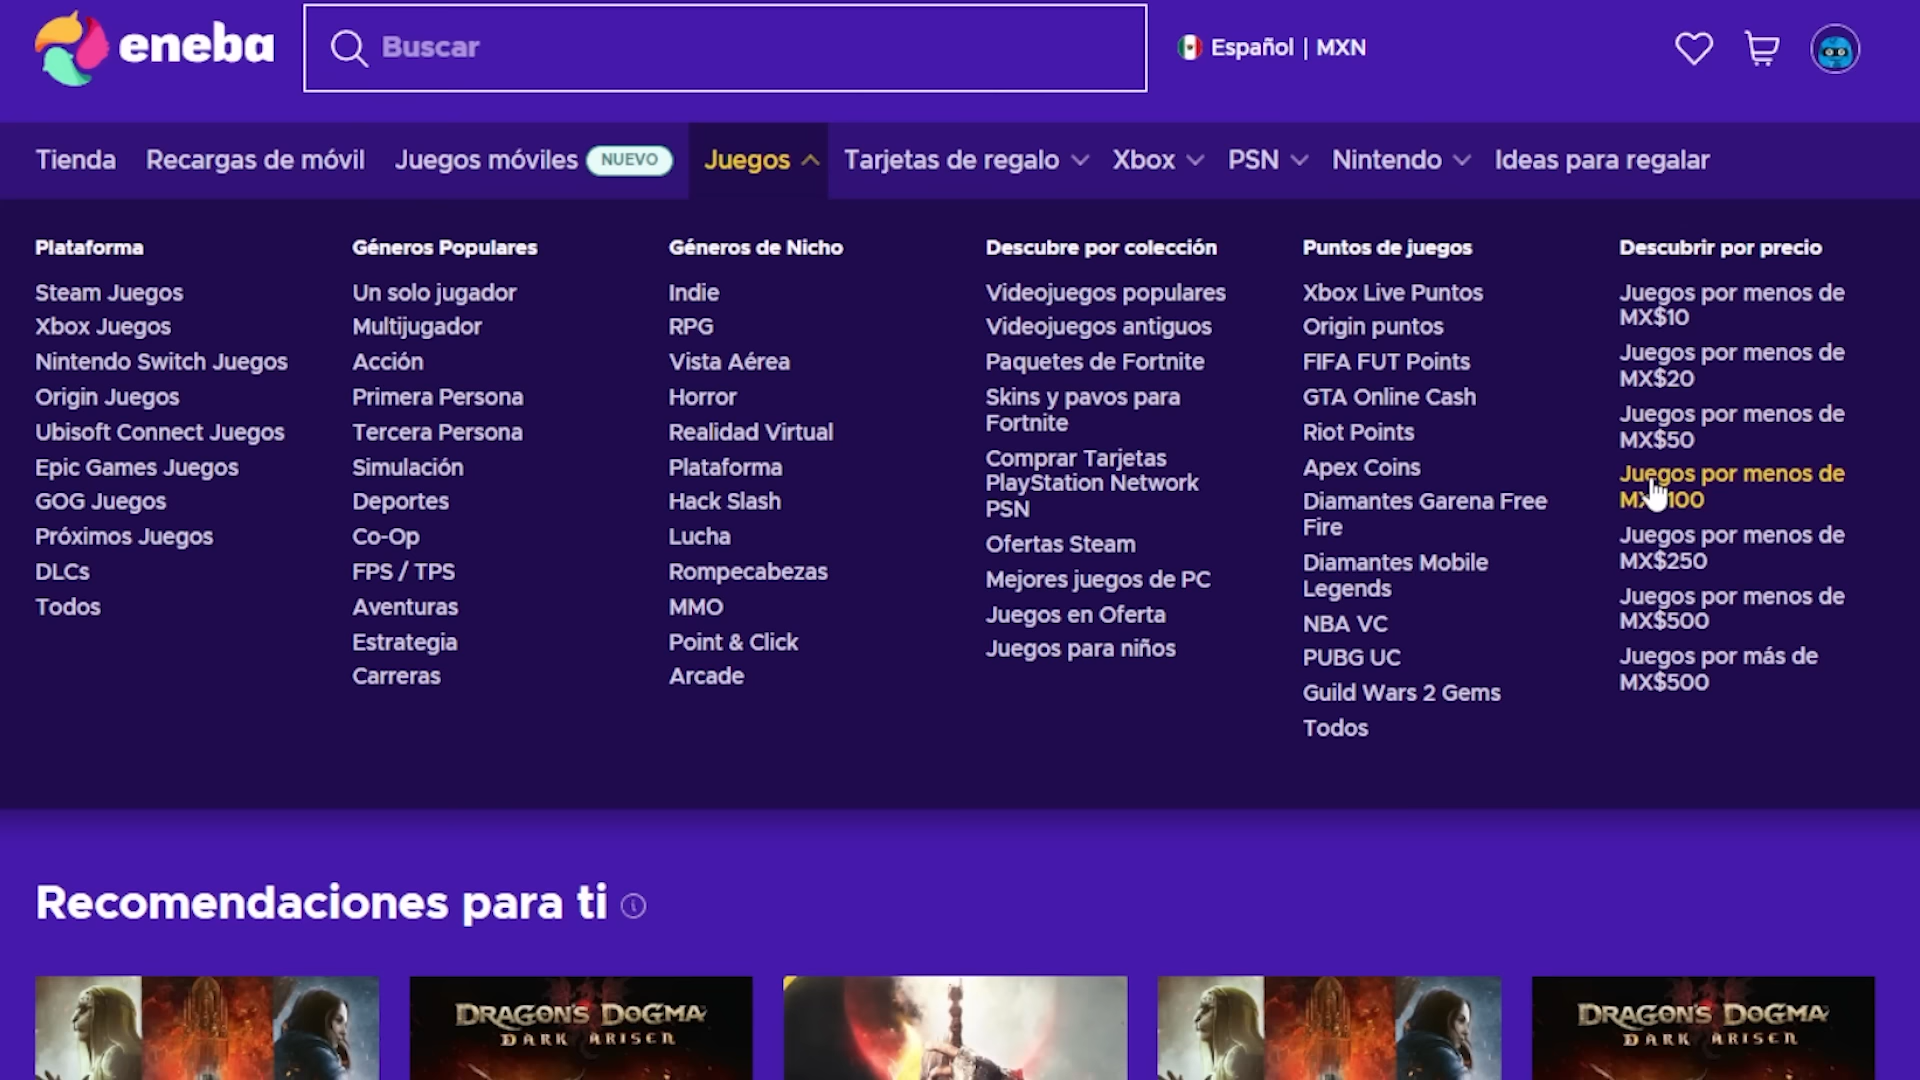 eneba
Buscar
Español | MXN
Tienda
Recargas de móvil
Juegos móviles NUEVO
Juegos
Tarjetas de regalo
Xbox
PSN
Nintendo
Ideas para regalar
Plataforma
Steam Juegos
Xbox Juegos
Nintendo Switch Juegos
Origin Juegos
Ubisoft Connect Juegos
Epic Games Juegos
GOG Juegos
Próximos Juegos
DLCs
Todos
Géneros Populares
Un solo jugador
Multijugador
Acción
Primera Persona
Tercera Persona
Simulación
Deportes
Co-Op
FPS / TPS
Aventuras
Estrategia
Carreras
Géneros de Nicho
Indie
RPG
Vista Aérea
Horror
Realidad Virtual
Plataforma
Hack Slash
Lucha
Rompecabezas
MMO
Point & Click
Arcade
Descubre por colección
Videojuegos populares
Videojuegos antiguos
Paquetes de Fortnite
Skins y pavos para
Fortnite
Comprar Tarjetas
PlayStation Network
PSN
Ofertas Steam
Mejores juegos de PC
Juegos en Oferta
Juegos para niños
Puntos de juegos
Xbox Live Puntos
Origin puntos
FIFA FUT Points
GTA Online Cash
Riot Points
Apex Coins
Diamantes Garena Free
Fire
Diamantes Mobile
Legends
NBA VC
PUBG UC
Guild Wars 2 Gems
Todos
Descubrir por precio
Juegos por menos de
MX$10
Juegos por menos de
MX$20
Juegos por menos de
MX$50
Juegos por menos de
MX$100
Juegos por menos de
MX$250
Juegos por menos de
MX$500
Juegos por más de
MX$500
Recomendaciones para ti
DRAGON'S DOGMA
DARK ARISEN
DRAGON'S DOGMA
DARK ARISEN